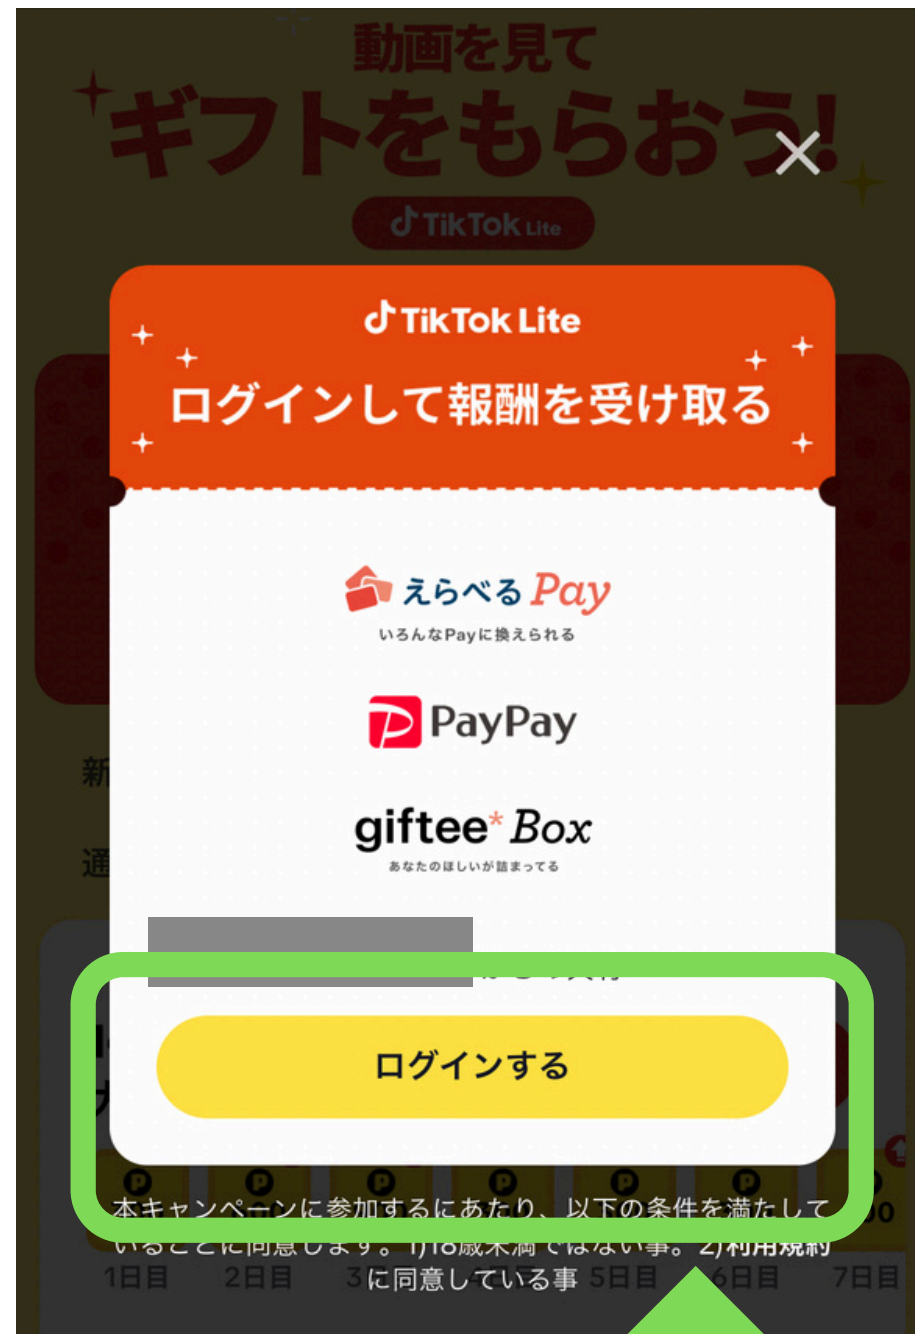 動画を見て
ギフトをもらおう!
TikTok Lite
TikTok Lite
ログインして報酬を受け取る
えらべる Pay
いろんなPayに換えられる
PayPay
giftee* Box
あなたのほしいが詰まってる
新
通
ログインする
本キャンペーンに参加するにあたり、以下の条件を満たして
いることに同意します。1)18歳未満ではない事。2)利用規約
に同意している事
1日目 2日目 5日目 6日目 7日目